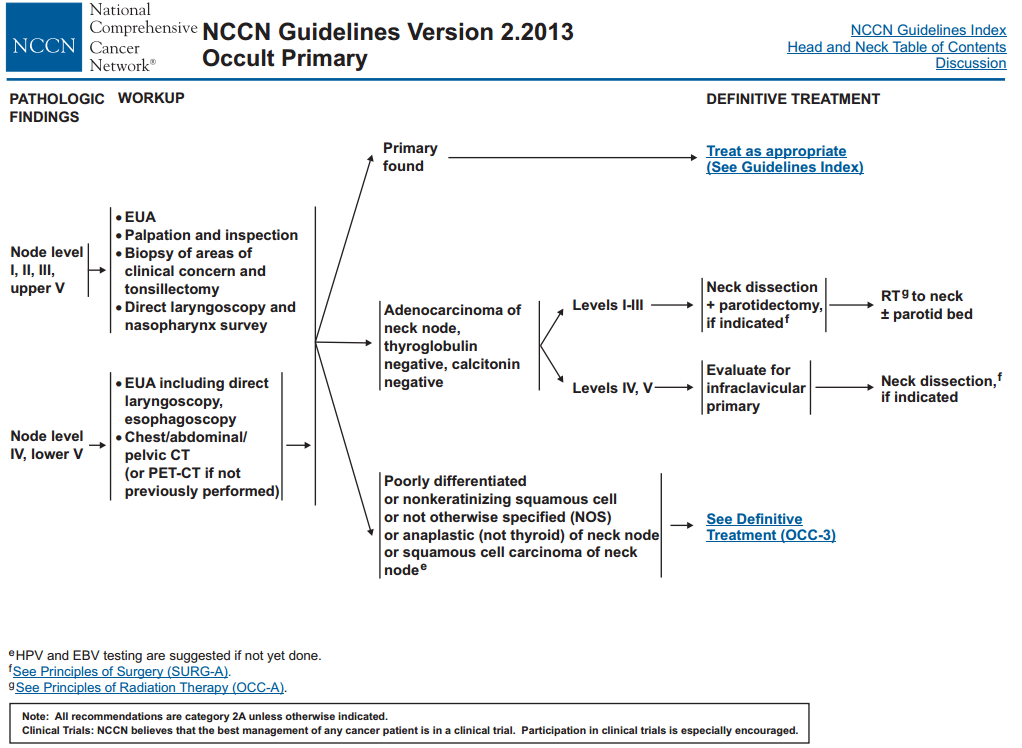 National
Comprehensive
NCCN
Cancer
Network®
NCCN Guidelines Version 2.2013
Occult Primary
NCCN Guidelines Index
Head and Neck Table of Contents
Discussion
PATHOLOGIC
FINDINGS
WORKUP
DEFINITIVE TREATMENT
Node level
I, II, III,
upper V
• EUA
• Palpation and inspection
• Biopsy of areas of
clinical concern and
tonsillectomy
• Direct laryngoscopy and
nasopharynx survey
Node level
IV, lower V
• EUA including direct
laryngoscopy,
esophagoscopy
• Chest/abdominal/
pelvic CT
(or PET-CT if not
previously performed)
Primary
found
Treat as appropriate
(See Guidelines Index)
Adenocarcinoma of
neck node,
thyroglobulin
negative, calcitonin
negative
Levels I-III
Neck dissection
+ parotidectomy,
if indicatedf
RTg to neck
± parotid bed
Levels IV, V
Evaluate for
infraclavicular
primary
Neck dissection,f
if indicated
Poorly differentiated
or nonkeratinizing squamous cell
or not otherwise specified (NOS)
or anaplastic (not thyroid) of neck node
or squamous cell carcinoma of neck
nodee
See Definitive
Treatment (OCC-3)
eHPV and EBV testing are suggested if not yet done.
fSee Principles of Surgery (SURG-A).
gSee Principles of Radiation Therapy (OCC-A).
Note: All recommendations are category 2A unless otherwise indicated.
Clinical Trials: NCCN believes that the best management of any cancer patient is in a clinical trial. Participation in clinical trials is especially encouraged.